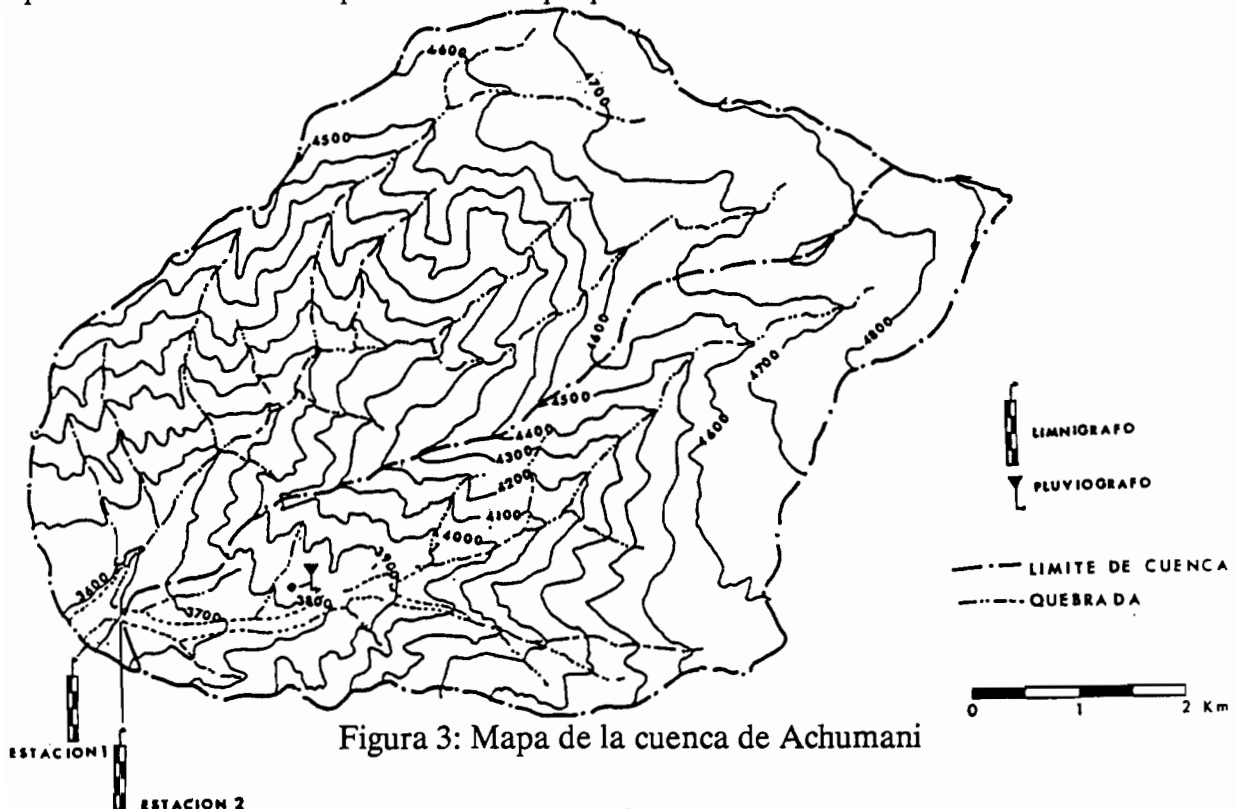 4600
4700
4500
4600
4800
4700
4500
4400
4600
4300
4200
4100
4000
3900
3600
3800
3700
LIMNIGRAFO
PLUVIOGRAFO
LIMITE DE CUENCA
QUEBRADA
0 1 2 Km
Figura 3: Mapa de la cuenca de Achumani
ESTACION 1
ESTACION 2